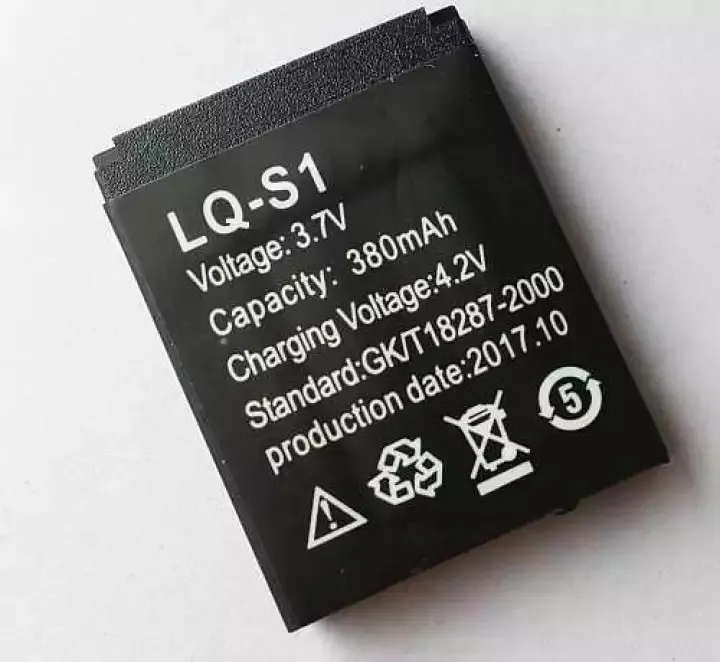 LQ-S1
Voltage: 3.7V
Capacity: 380mAh
Charging Voltage:4.2V
Standard:GK/T18287-2000
production date:2017.10
5